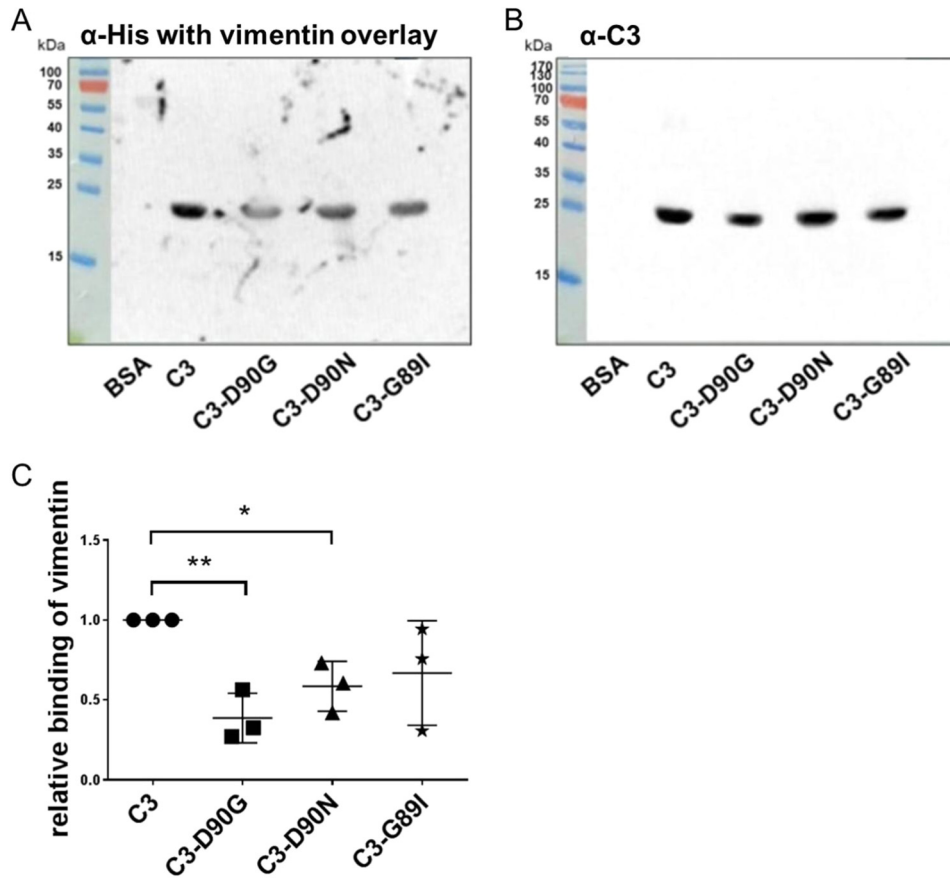 A
α-His with vimentin overlay
kDa
100
70
55
40
35
25
15
BSA
C3
C3-D90G
C3-D90N
C3-G89I
B
α-C3
kDa
170
130
100
70
55
40
35
25
15
BSA
C3
C3-D90G
C3-D90N
C3-G89I
C
relative binding of vimentin
*
**
1.5
1.0
0.5
0.0
C3
C3-D90G
C3-D90N
C3-G89I